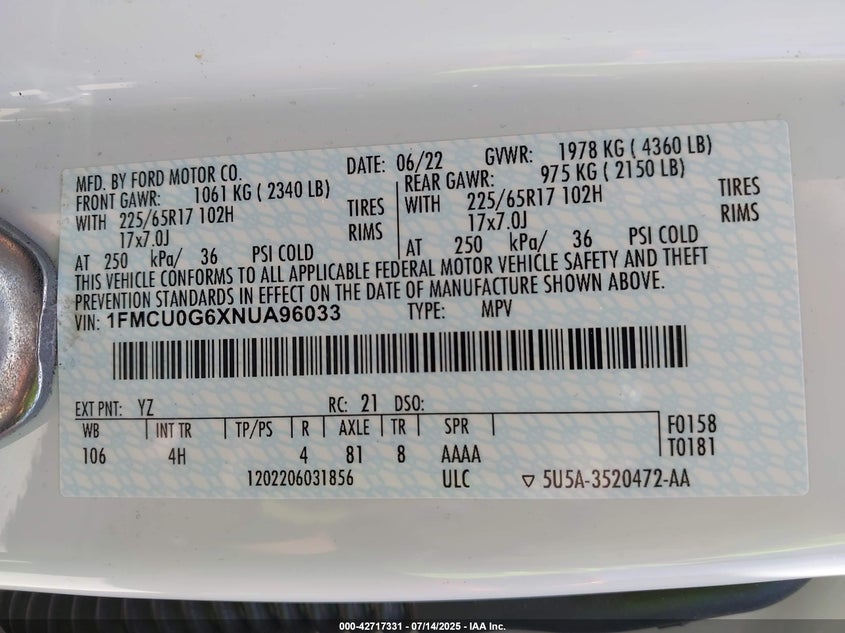 MFD. BY FORD MOTOR CO. DATE: 06/22 GVWR: 1978 KG ( 4360 LB)
FRONT GAWR: 1061 KG ( 2340 LB) REAR GAWR: 975 KG ( 2150 LB)
WITH 225/65R17 102H TIRES WITH 225/65R17 102H TIRES
17x7.0J RIMS 17x7.0J RIMS
AT 250 kPa/ 36 PSI COLD AT 250 kPa/ 36 PSI COLD
THIS VEHICLE CONFORMS TO ALL APPLICABLE FEDERAL MOTOR VEHICLE SAFETY AND THEFT
PREVENTION STANDARDS IN EFFECT ON THE DATE OF MANUFACTURE SHOWN ABOVE.
VIN: 1FMCU0G6XNUA96033 TYPE: MPV
EXT PNT: YZ RC: 21 DSO:
WB INT TR TP/PS R AXLE TR SPR F0158
106 4H 4 81 8 AAAA T0181
1202206031856 ULC ▽ 5U5A-3520472-AA
000-42717331 - 07/14/2025 - IAA Inc.